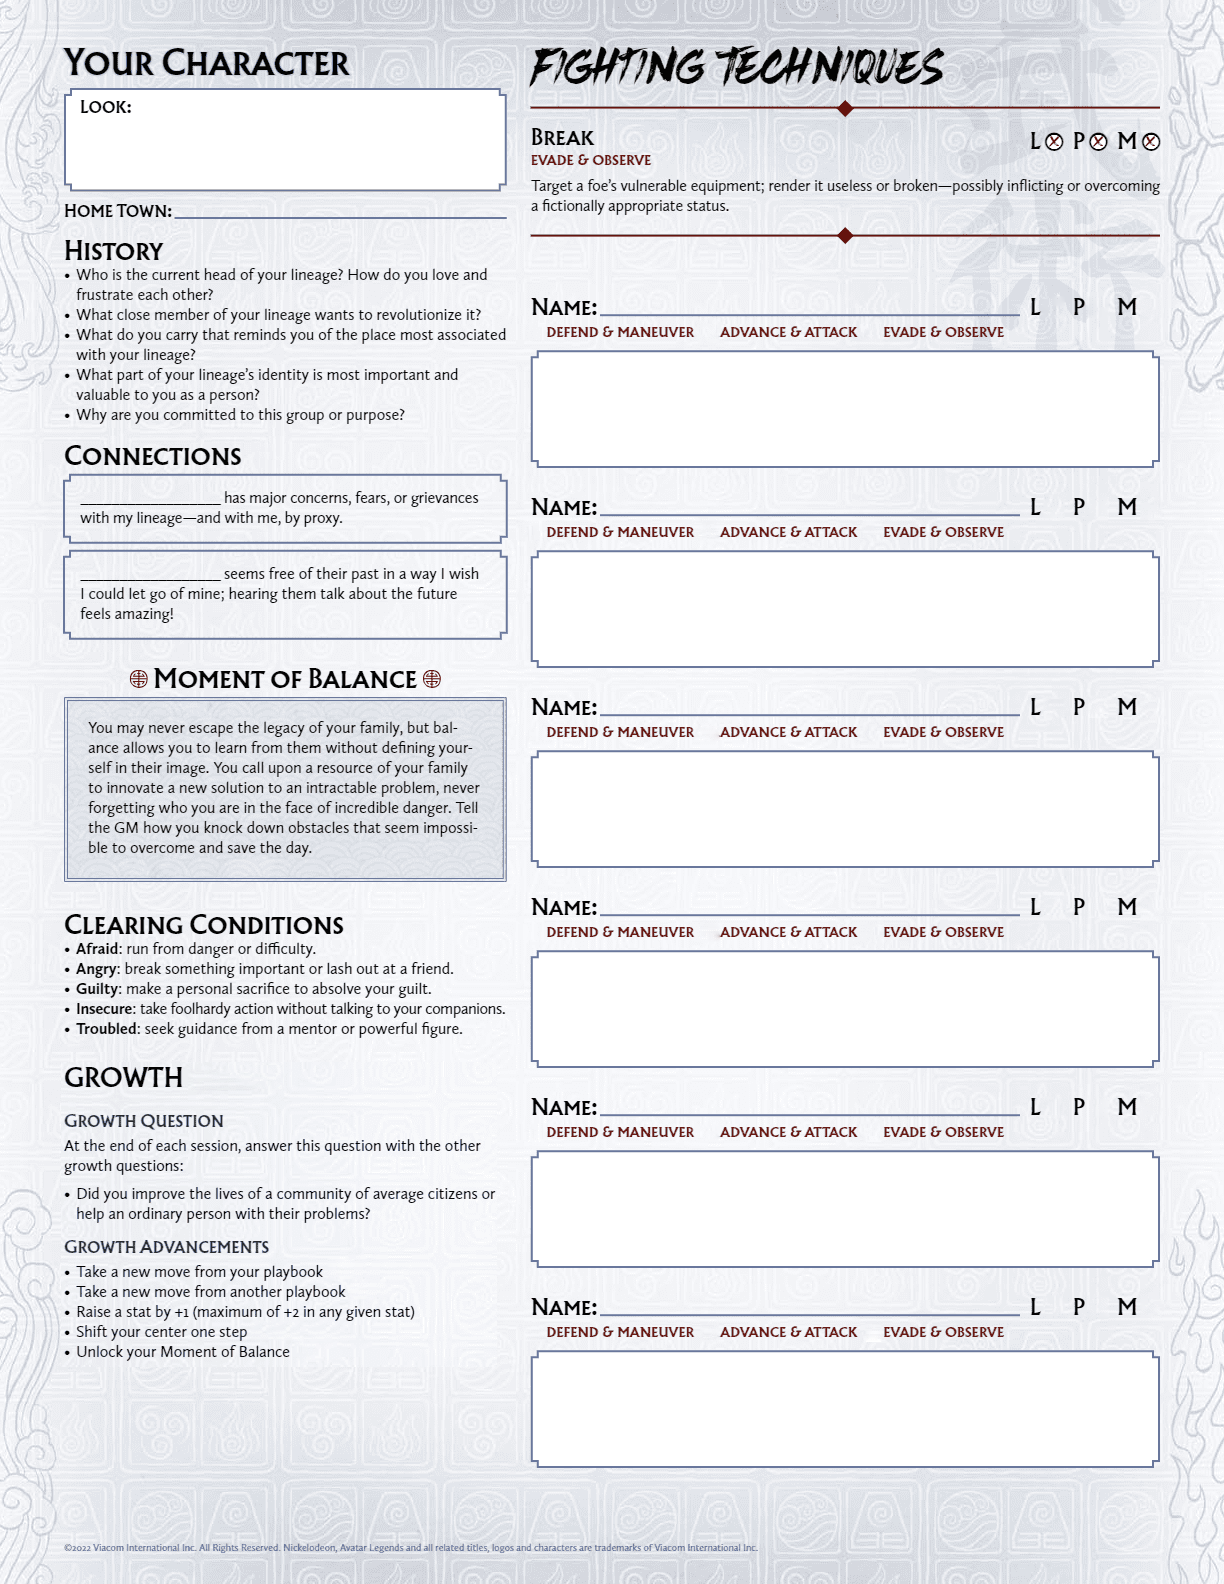 Your Character
Look:
Home Town:
History
• Who is the current head of your lineage? How do you love and
frustrate each other?
• What close member of your lineage wants to revolutionize it?
• What do you carry that reminds you of the place most associated
with your lineage?
• What part of your lineage's identity is most important and
valuable to you as a person?
• Why are you committed to this group or purpose?
Connections
__________________ has major concerns, fears, or grievances
with my lineage—and with me, by proxy.
__________________ seems free of their past in a way I wish
I could let go of mine; hearing them talk about the future
feels amazing!
Moment of Balance
You may never escape the legacy of your family, but bal-
ance allows you to learn from them without defining your-
self in their image. You call upon a resource of your family
to innovate a new solution to an intractable problem, never
forgetting who you are in the face of incredible danger. Tell
the GM how you knock down obstacles that seem impossi-
ble to overcome and save the day.
Clearing Conditions
• Afraid: run from danger or difficulty.
• Angry: break something important or lash out at a friend.
• Guilty: make a personal sacrifice to absolve your guilt.
• Insecure: take foolhardy action without talking to your companions.
• Troubled: seek guidance from a mentor or powerful figure.
GROWTH
Growth Question
At the end of each session, answer this question with the other
growth questions:
• Did you improve the lives of a community of average citizens or
help an ordinary person with their problems?
Growth Advancements
• Take a new move from your playbook
• Take a new move from another playbook
• Raise a stat by +1 (maximum of +2 in any given stat)
• Shift your center one step
• Unlock your Moment of Balance
武術
FIGHTING TECHNIQUES
Break L P M
EVADE & OBSERVE
Target a foe's vulnerable equipment; render it useless or broken—possibly inflicting or overcoming
a fictionally appropriate status.
Name: L P M
DEFEND & MANEUVER ADVANCE & ATTACK EVADE & OBSERVE
Name: L P M
DEFEND & MANEUVER ADVANCE & ATTACK EVADE & OBSERVE
Name: L P M
DEFEND & MANEUVER ADVANCE & ATTACK EVADE & OBSERVE
Name: L P M
DEFEND & MANEUVER ADVANCE & ATTACK EVADE & OBSERVE
Name: L P M
DEFEND & MANEUVER ADVANCE & ATTACK EVADE & OBSERVE
Name: L P M
DEFEND & MANEUVER ADVANCE & ATTACK EVADE & OBSERVE
©2022 Viacom International Inc. All Rights Reserved. Nickelodeon, Avatar Legends and all related titles, logos and characters are trademarks of Viacom International Inc.